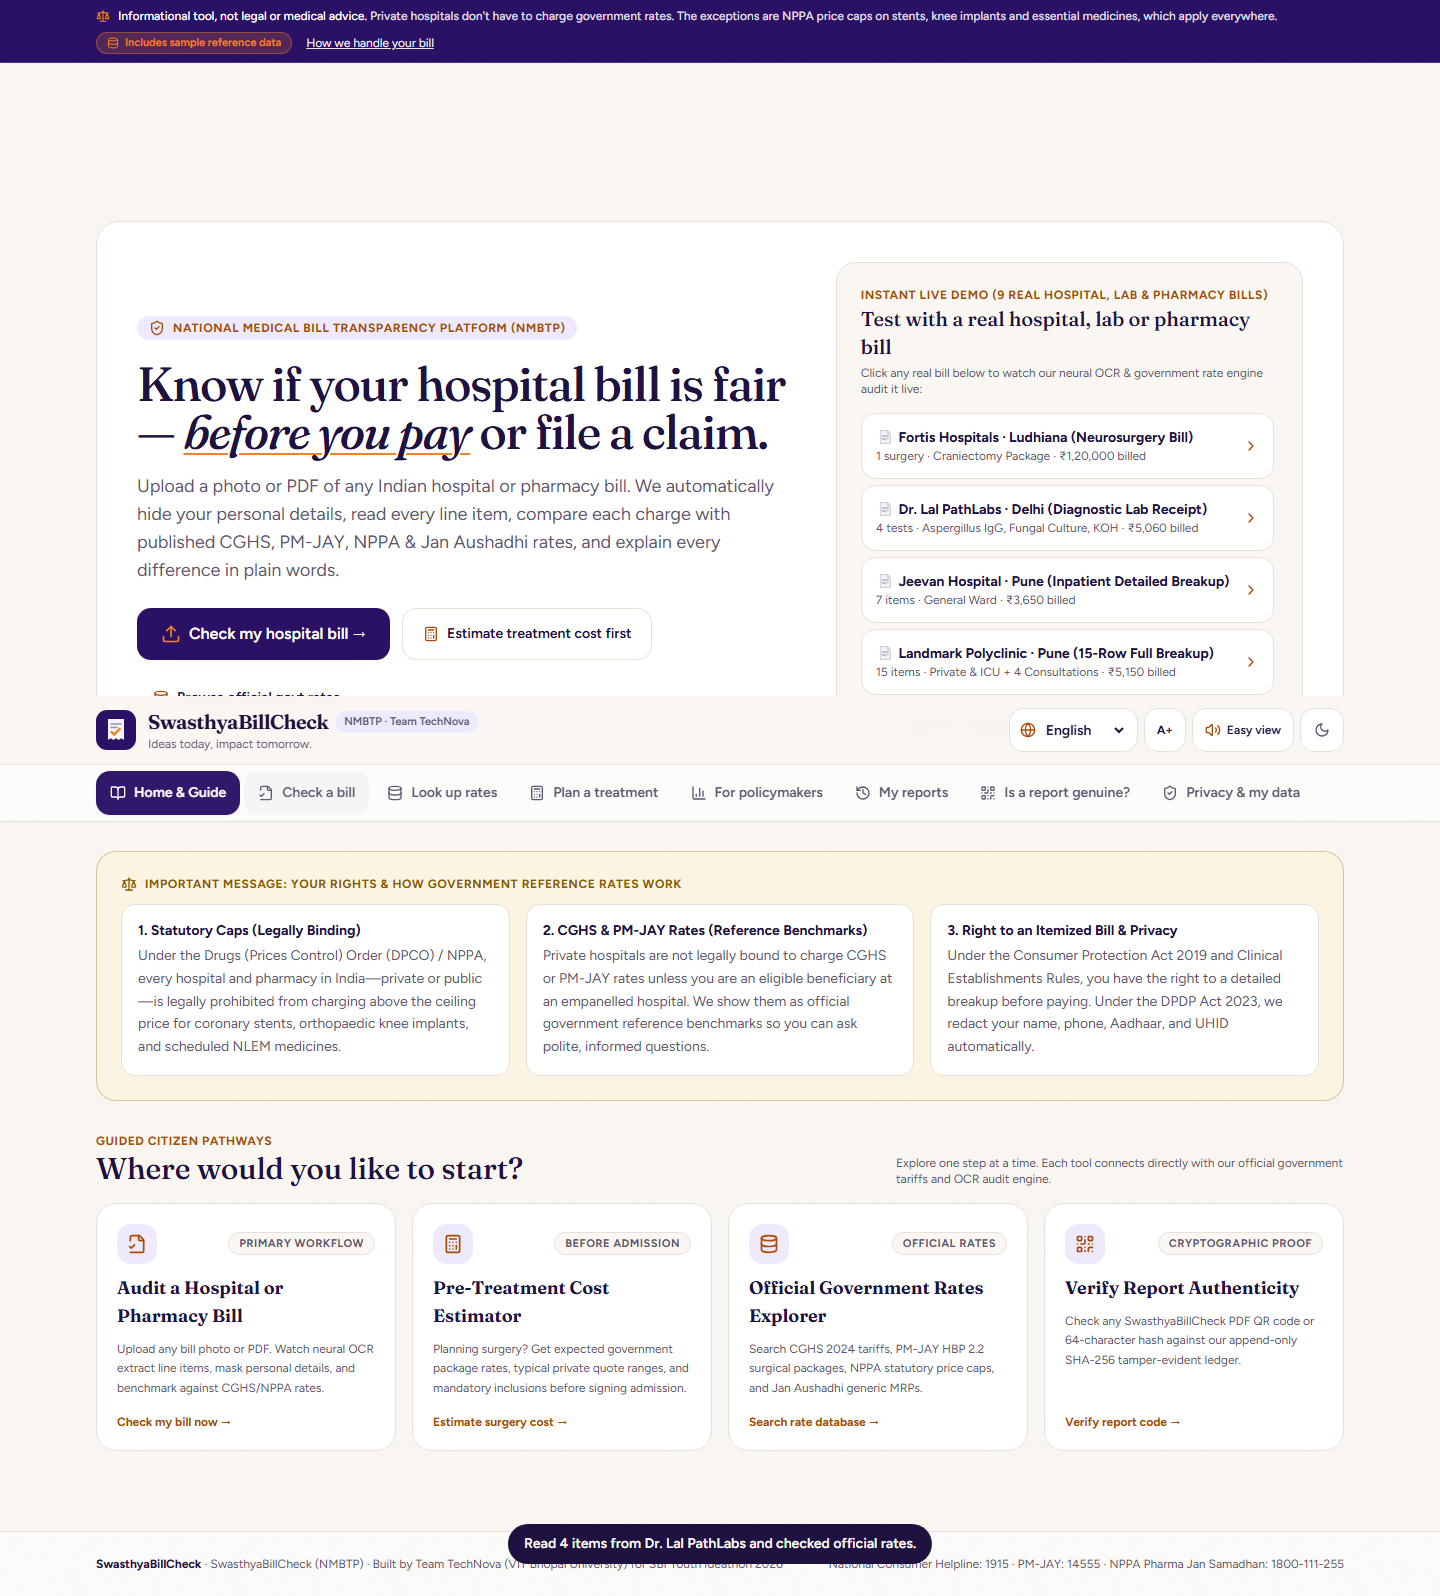 Informational tool, not legal or medical advice. Private hospitals don't have to charge government rates. The exceptions are NPPA price caps on stents, knee implants and essential medicines, which apply everywhere.
Includes sample reference data
How we handle your bill
NATIONAL MEDICAL BILL TRANSPARENCY PLATFORM (NMBTP)
Know if your hospital bill is fair
— before you pay or file a claim.
Upload a photo or PDF of any Indian hospital or pharmacy bill. We automatically
hide your personal details, read every line item, compare each charge with
published CGHS, PM-JAY, NPPA & Jan Aushadhi rates, and explain every
difference in plain words.
Check my hospital bill →
Estimate treatment cost first
INSTANT LIVE DEMO (9 REAL HOSPITAL, LAB & PHARMACY BILLS)
Test with a real hospital, lab or pharmacy
bill
Click any real bill below to watch our neural OCR & government rate engine
audit it live:
Fortis Hospitals · Ludhiana (Neurosurgery Bill)
1 surgery · Craniectomy Package · ₹1,20,000 billed
Dr. Lal PathLabs · Delhi (Diagnostic Lab Receipt)
4 tests · Aspergillus IgG, Fungal Culture, KOH · ₹5,060 billed
Jeevan Hospital · Pune (Inpatient Detailed Breakup)
7 items · General Ward · ₹3,650 billed
Landmark Polyclinic · Pune (15-Row Full Breakup)
15 items · Private & ICU + 4 Consultations · ₹5,150 billed
SwasthyaBillCheck
NMBTP · Team TechNova
Ideas today, impact tomorrow.
English
A+
Easy view
Home & Guide
Check a bill
Look up rates
Plan a treatment
For policymakers
My reports
Is a report genuine?
Privacy & my data
IMPORTANT MESSAGE: YOUR RIGHTS & HOW GOVERNMENT REFERENCE RATES WORK
1. Statutory Caps (Legally Binding)
Under the Drugs (Prices Control) Order (DPCO) / NPPA,
every hospital and pharmacy in India—private or public
—is legally prohibited from charging above the ceiling
price for coronary stents, orthopaedic knee implants,
and scheduled NLEM medicines.
2. CGHS & PM-JAY Rates (Reference Benchmarks)
Private hospitals are not legally bound to charge CGHS
or PM-JAY rates unless you are an eligible beneficiary at
an empanelled hospital. We show them as official
government reference benchmarks so you can ask
polite, informed questions.
3. Right to an Itemized Bill & Privacy
Under the Consumer Protection Act 2019 and Clinical
Establishments Rules, you have the right to a detailed
breakup before paying. Under the DPDP Act 2023, we
redact your name, phone, Aadhaar, and UHID
automatically.
GUIDED CITIZEN PATHWAYS
Where would you like to start?
Explore one step at a time. Each tool connects directly with our official government
tariffs and OCR audit engine.
PRIMARY WORKFLOW
Audit a Hospital or
Pharmacy Bill
Upload any bill photo or PDF. Watch neural OCR
extract line items, mask personal details, and
benchmark against CGHS/NPPA rates.
Check my bill now →
BEFORE ADMISSION
Pre-Treatment Cost
Estimator
Planning surgery? Get expected government
package rates, typical private quote ranges, and
mandatory inclusions before signing admission.
Estimate surgery cost →
OFFICIAL RATES
Official Government Rates
Explorer
Search CGHS 2024 tariffs, PM-JAY HBP 2.2
surgical packages, NPPA statutory price caps,
and Jan Aushadhi generic MRPs.
Search rate database →
CRYPTOGRAPHIC PROOF
Verify Report Authenticity
Check any SwasthyaBillCheck PDF QR code or
64-character hash against our append-only
SHA-256 tamper-evident ledger.
Verify report code →
Read 4 items from Dr. Lal PathLabs and checked official rates.
SwasthyaBillCheck · SwasthyaBillCheck (NMBTP) · Built by Team TechNova
Helpline: 1915 · PM-JAY: 14555 · NPPA Pharma Jan Samadhan: 1800-111-255